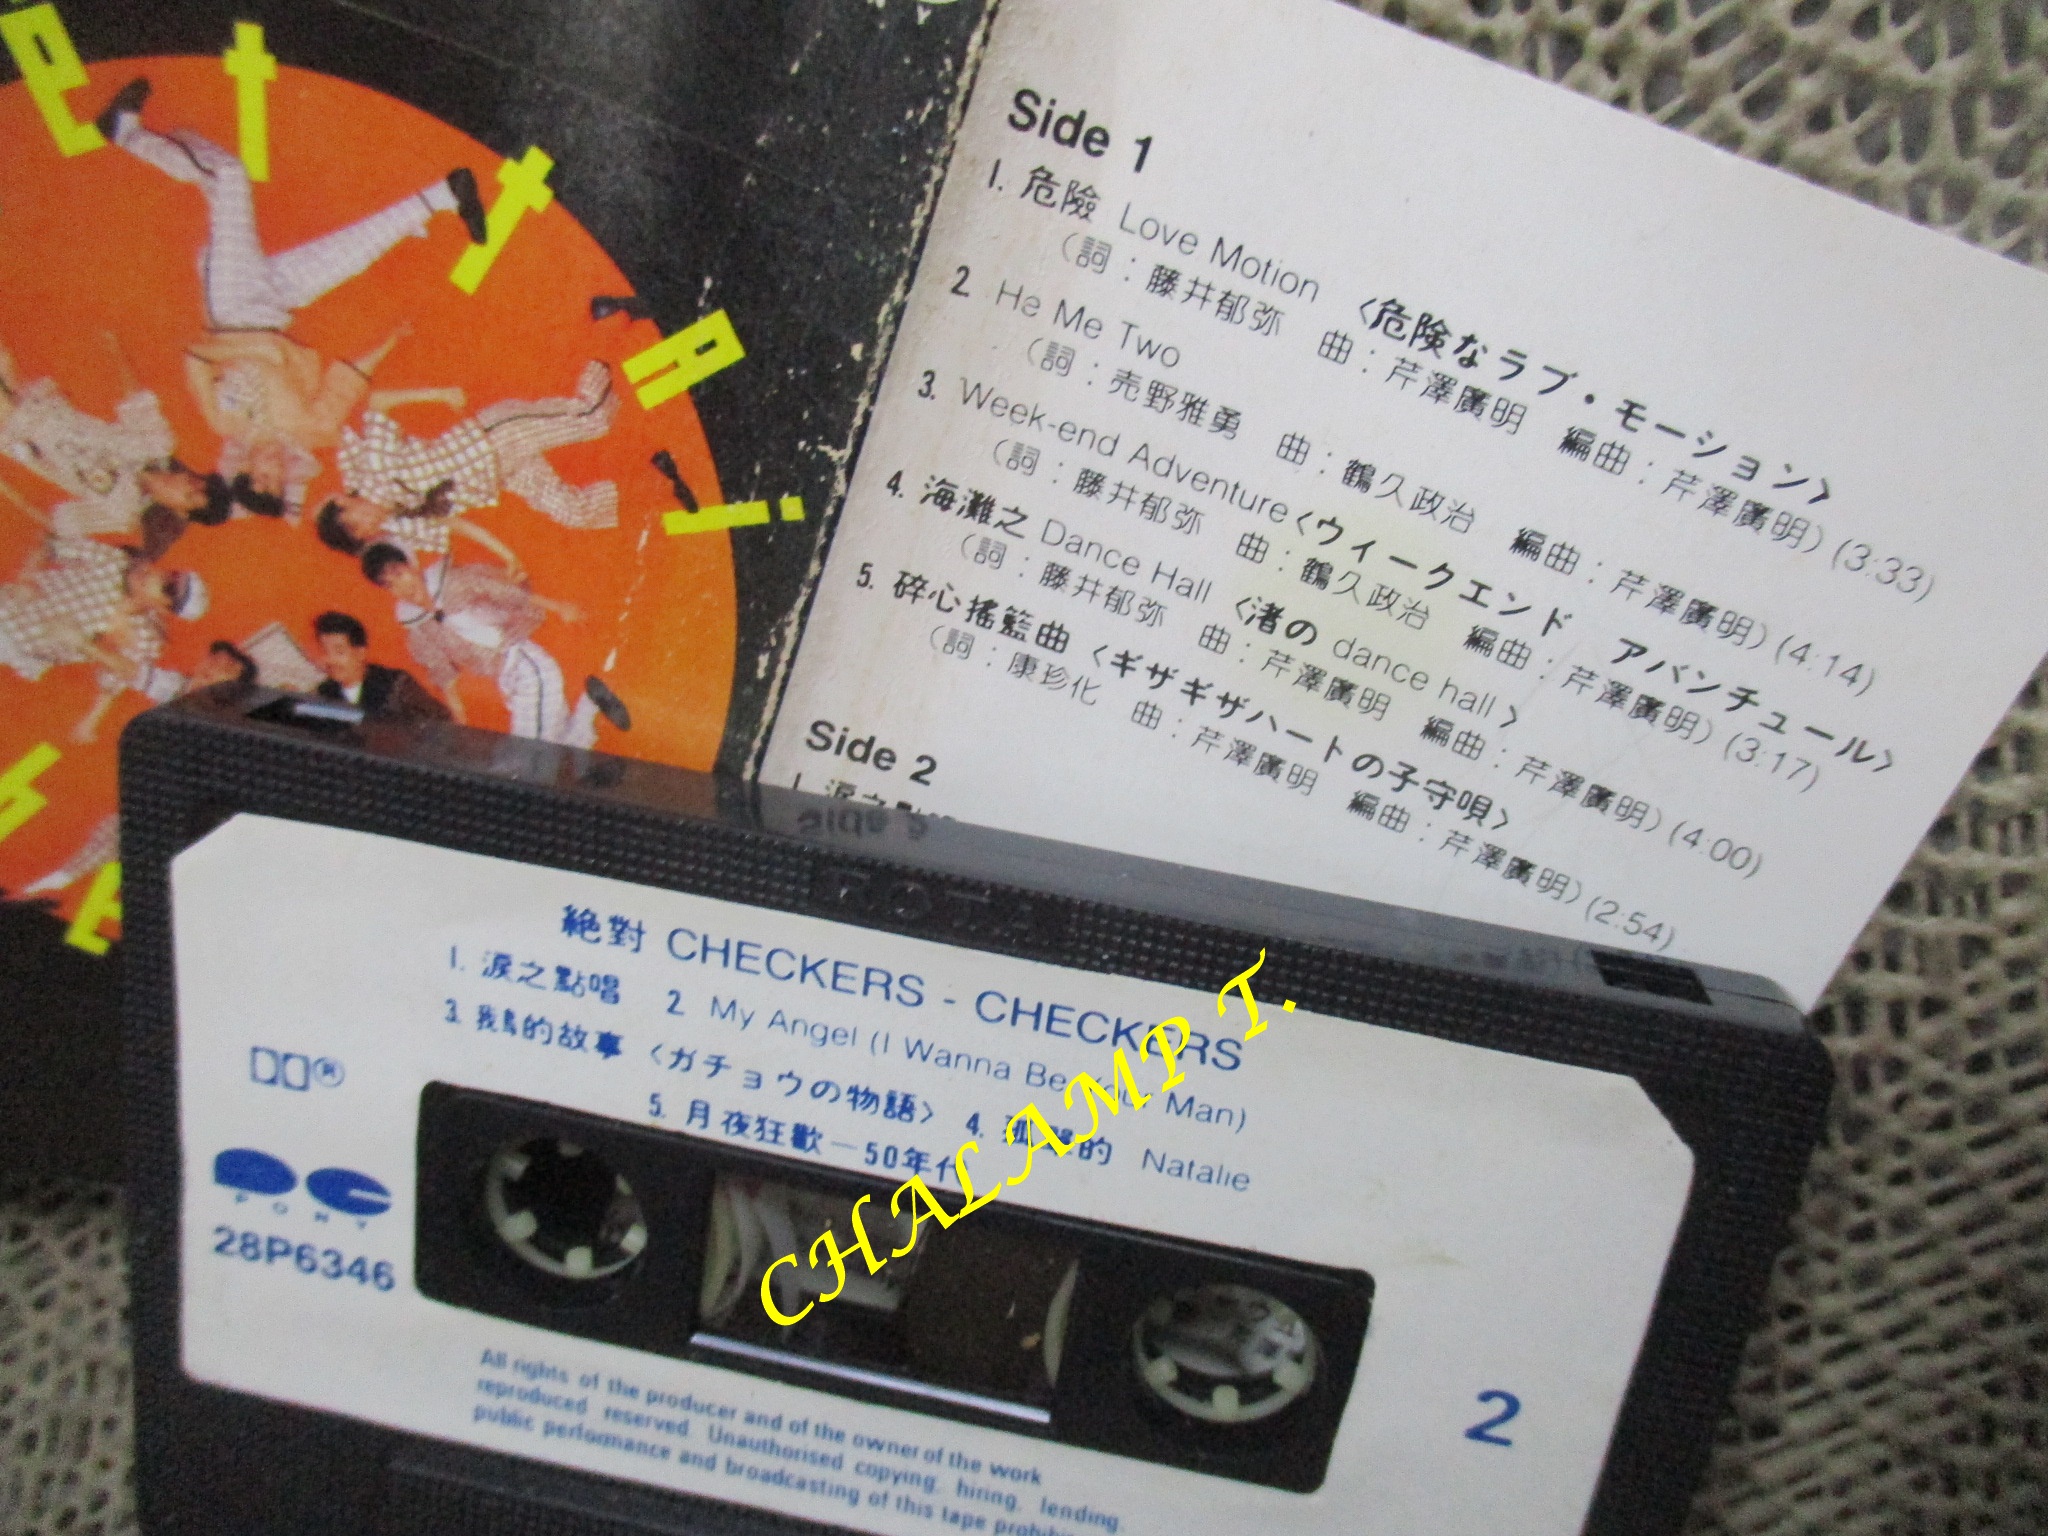 Side 1
1. 危險 Love Motion 〈危険なラブ・モーション〉
（詞：藤井郁弥　曲：芹澤廣明　編曲：芹澤廣明）(3:33)
2 He Me Two
（詞：売野雅勇　曲：鶴久政治　編曲：芹澤廣明）(4:14)
3. Week-end Adventure〈ウィークエンド　アバンチュール〉
（詞：藤井郁弥　曲：鶴久政治　編曲：芹澤廣明）(3:17)
4. 海灘之 Dance Hall 〈渚の dance hall〉
（詞：藤井郁弥　曲：芹澤廣明　編曲：芹澤廣明）(4:00)
5. 碎心搖籃曲〈ギザギザハートの子守唄〉
（詞：康珍化　曲：芹澤廣明　編曲：芹澤廣明）(2:54)
Side 2
1. 淚之點
絕對 CHECKERS - CHECKERS
1. 淚之點唱 2. My Angel (I Wanna Be Your Man)
3. 鵝的故事〈ガチョウの物語〉 4. 的 Natalie
5. 月夜狂歡－50年代
PONY
28P6346
2
All rights of the producer and of the owner of the work
reproduced reserved. Unauthorised copying, hiring, lending,
public performance and broadcasting of this tape
CHALAMP T.